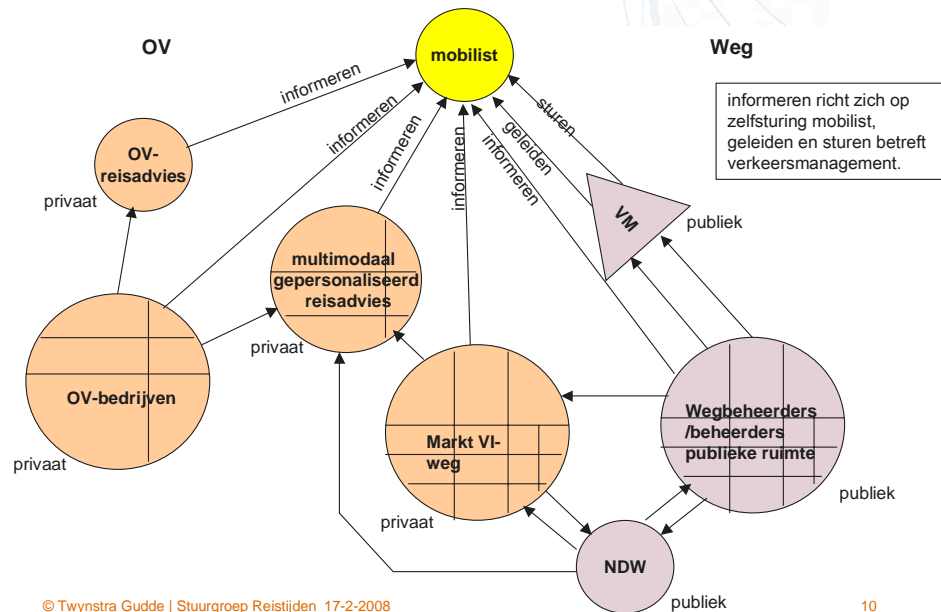 OV
mobilist
Weg
informeren
informeren
informeren
informeren
informeren
geleiden
sturen
informeren richt zich op
zelfsturing mobilist,
geleiden en sturen betreft
verkeersmanagement.
OV-
reisadvies
privaat
VM
publiek
multimodaal
gepersonaliseerd
reisadvies
privaat
OV-bedrijven
privaat
Markt VI-
weg
privaat
Wegbeheerders
/beheerders
publieke ruimte
publiek
NDW
publiek
© Twynstra Gudde | Stuurgroep Reistijden 17-2-2008
10